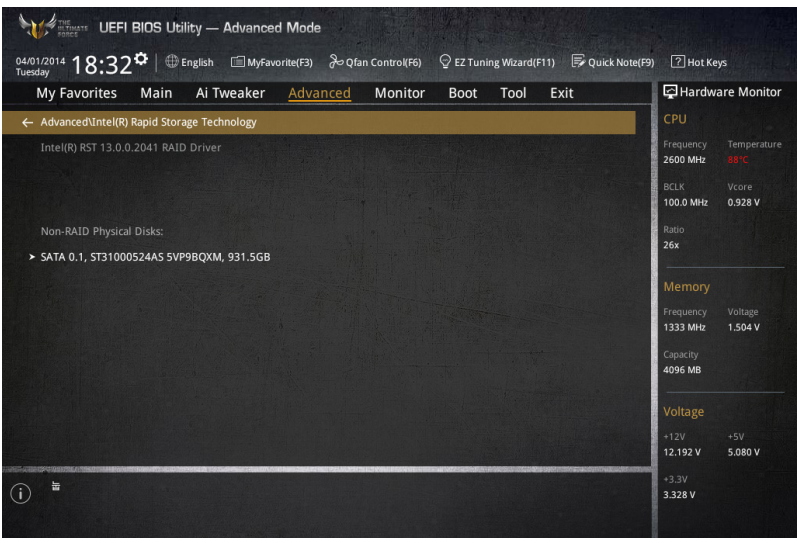 THE
ULTIMATE
FORCE
UEFI BIOS Utility — Advanced Mode
04/01/2014
Tuesday
18:32
English
MyFavorite(F3)
Qfan Control(F6)
EZ Tuning Wizard(F11)
Quick Note(F9)
? Hot Keys
My Favorites Main Ai Tweaker Advanced Monitor Boot Tool Exit
← Advanced\Intel(R) Rapid Storage Technology
Intel(R) RST 13.0.0.2041 RAID Driver
Non-RAID Physical Disks:
➤ SATA 0.1, ST31000524AS 5VP9BQXM, 931.5GB
i
Hardware Monitor
CPU
Frequency Temperature
2600 MHz 88°C
BCLK Vcore
100.0 MHz 0.928 V
Ratio
26x
Memory
Frequency Voltage
1333 MHz 1.504 V
Capacity
4096 MB
Voltage
+12V +5V
12.192 V 5.080 V
+3.3V
3.328 V